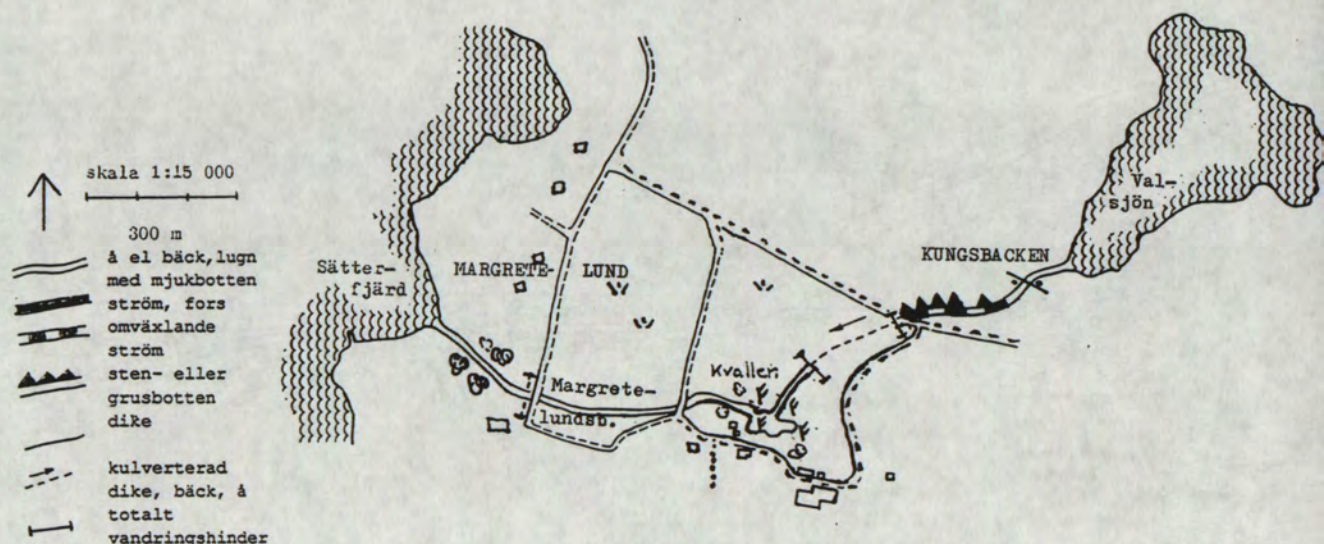 skala 1:15 000
300 m
å el bäck, lugn
med mjukbotten
ström, fors
omväxlande
ström
sten- eller
grusbotten
dike
kulverterad
dike, bäck, å
totalt
vandringshinder
Sätter-
fjärd
MARGRETE- LUND
Margrete-
lundsb.
Kvallen
KUNGSBACKEN
Val-
sjön